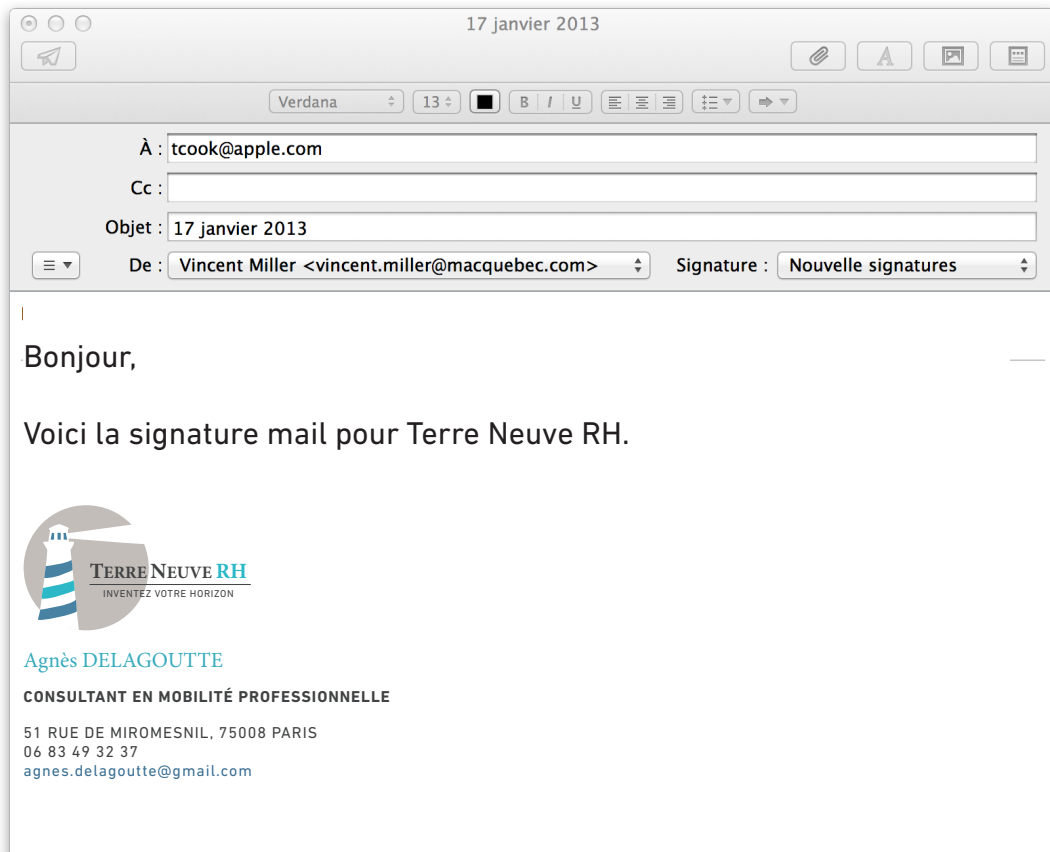 17 janvier 2013
Verdana 13 B I U
À : tcook@apple.com
Cc :
Objet : 17 janvier 2013
De : Vincent Miller <vincent.miller@macquebec.com> Signature : Nouvelle signatures
Bonjour,
Voici la signature mail pour Terre Neuve RH.
TERRE NEUVE RH
INVENTEZ VOTRE HORIZON
Agnès DELAGOUTTE
CONSULTANT EN MOBILITÉ PROFESSIONNELLE
51 RUE DE MIROMESNIL, 75008 PARIS
06 83 49 32 37
agnes.delagoutte@gmail.com